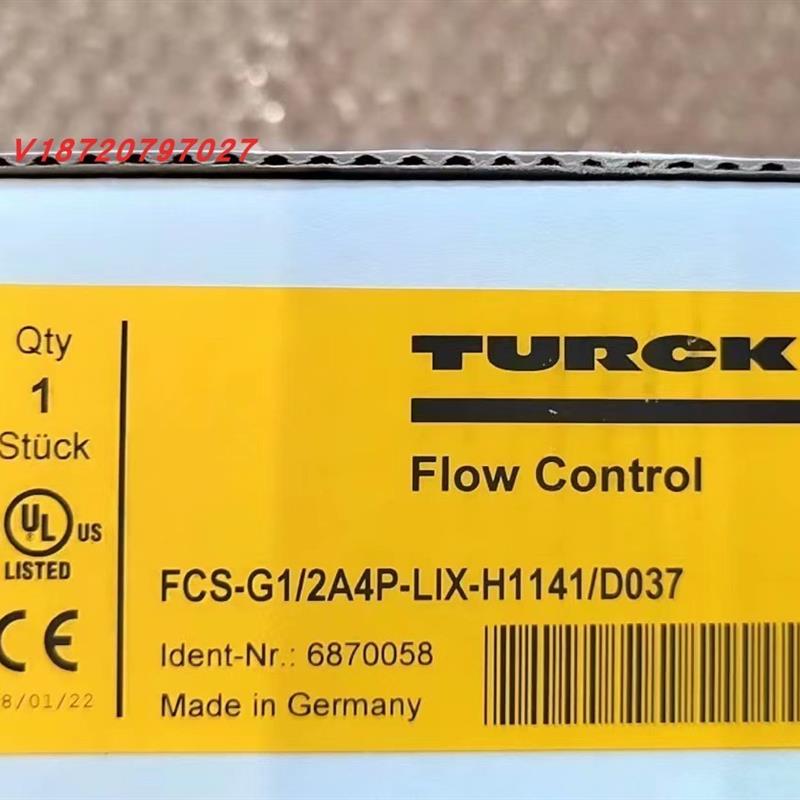 V18720797027
Qty
1
Stück
UL US
LISTED
CE
8/01/22
TURCK
Flow Control
FCS-G1/2A4P-LIX-H1141/D037
Ident-Nr.: 6870058
Made in Germany